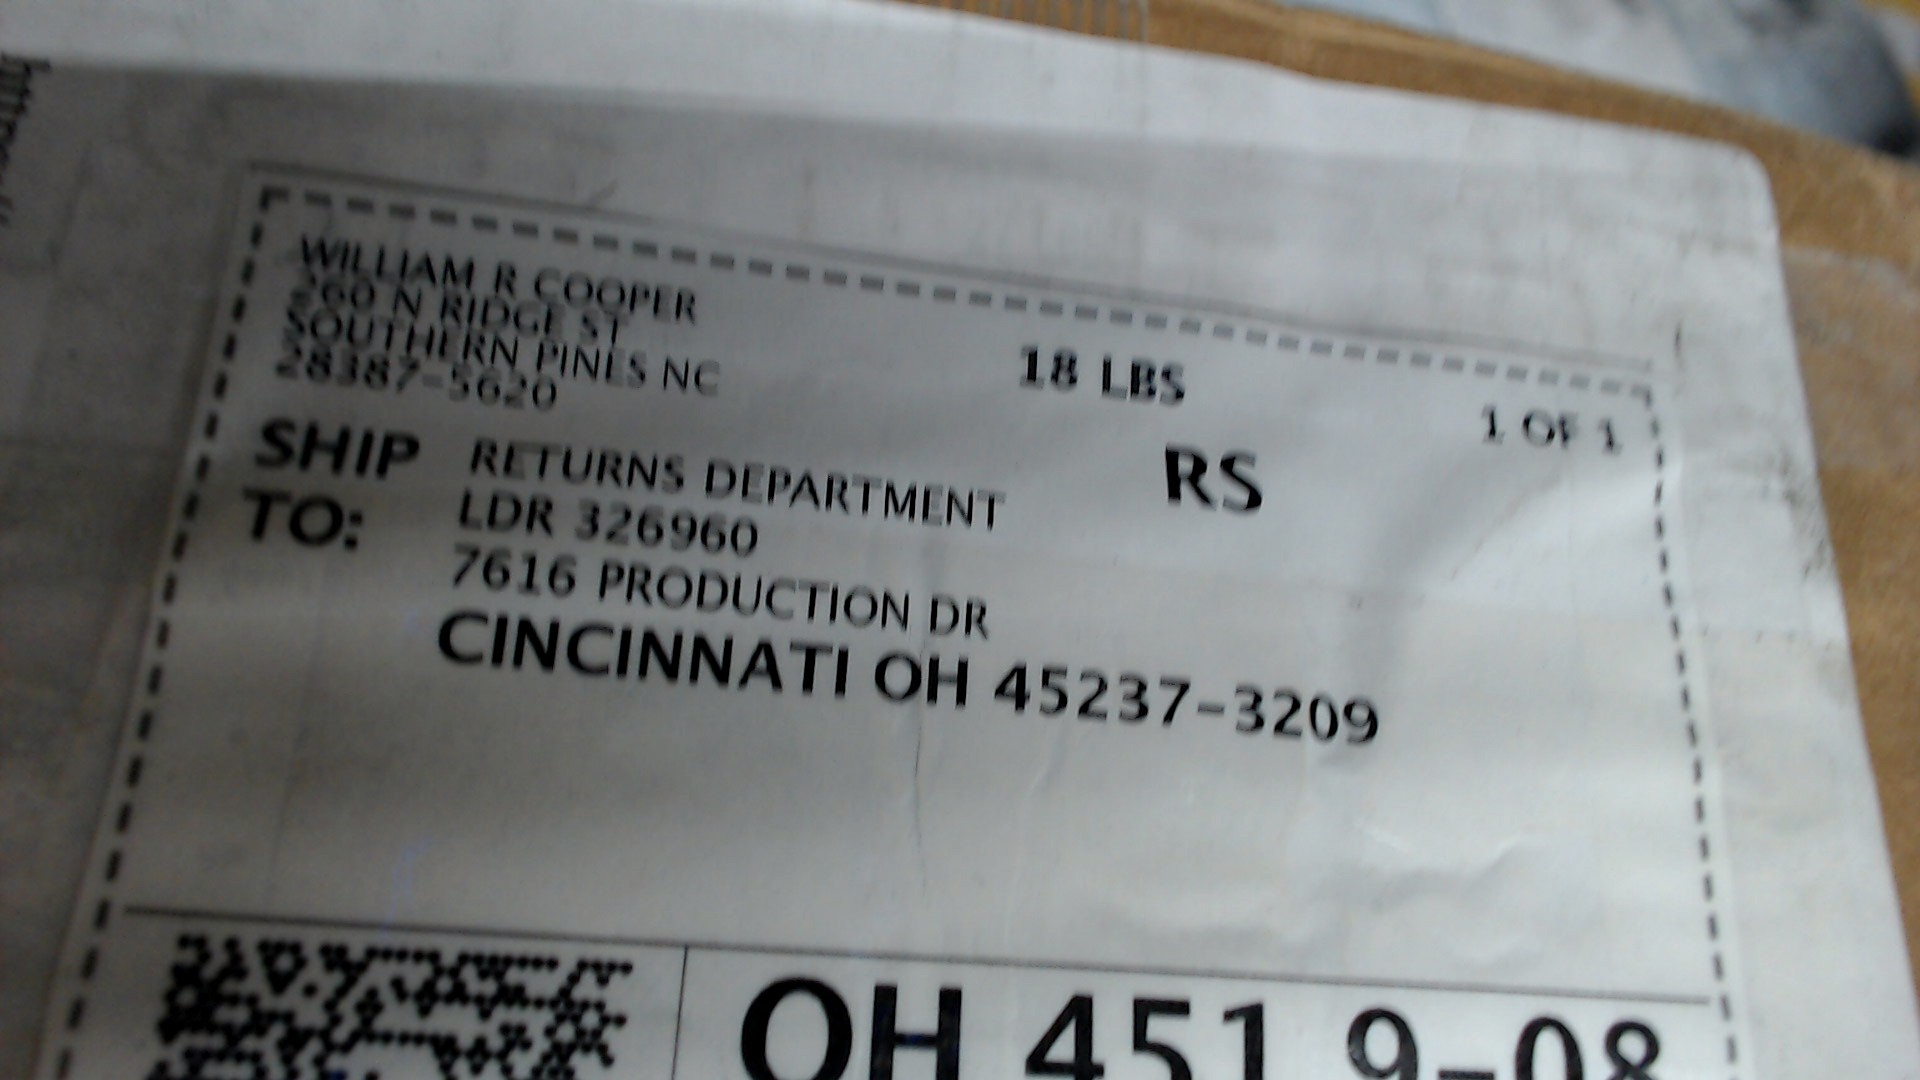 WILLIAM R COOPER
260 N RIDGE ST
SOUTHERN PINES NC
28387-5620
18 LBS
1 OF 1
RS
SHIP TO:
RETURNS DEPARTMENT
LDR 326960
7616 PRODUCTION DR
CINCINNATI OH 45237-3209
OH 451 9-08